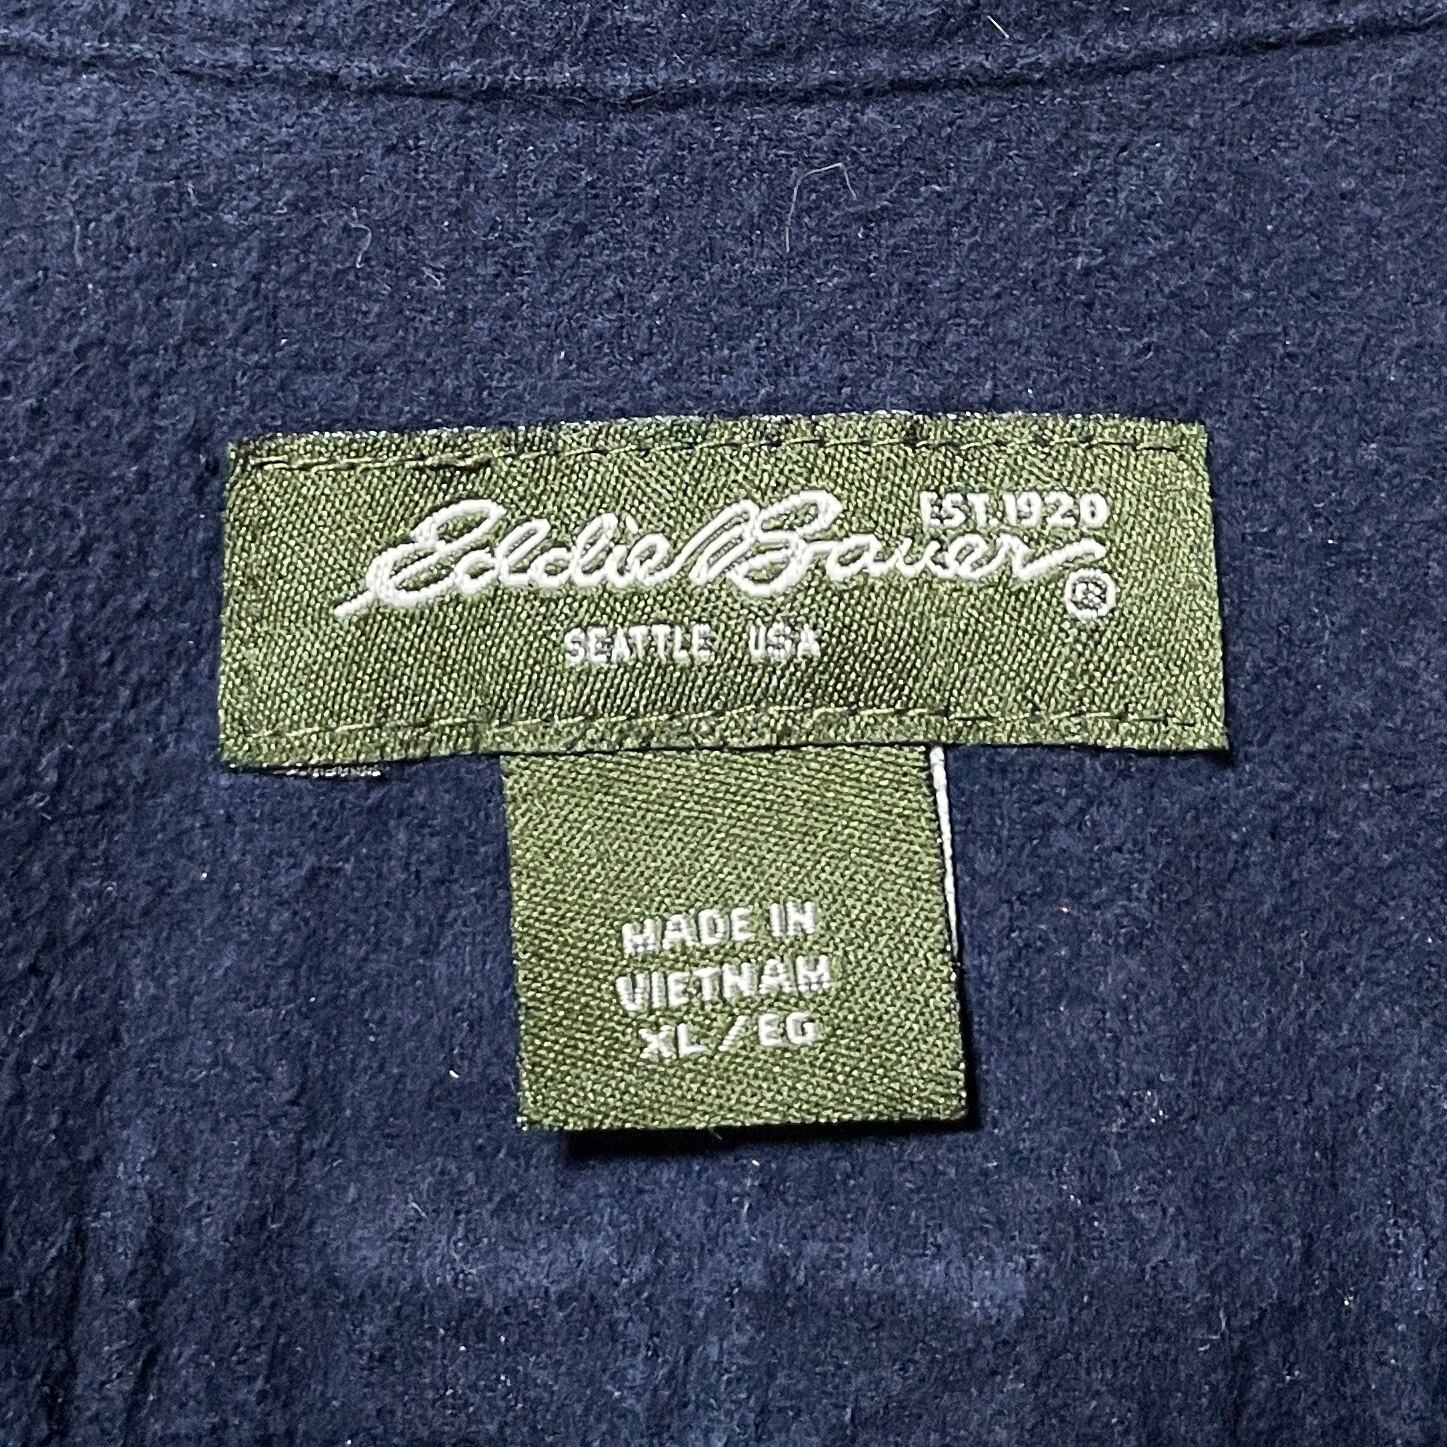 Eddie Bauer EST. 1920 ®
SEATTLE USA
MADE IN
VIETNAM
XL/EG